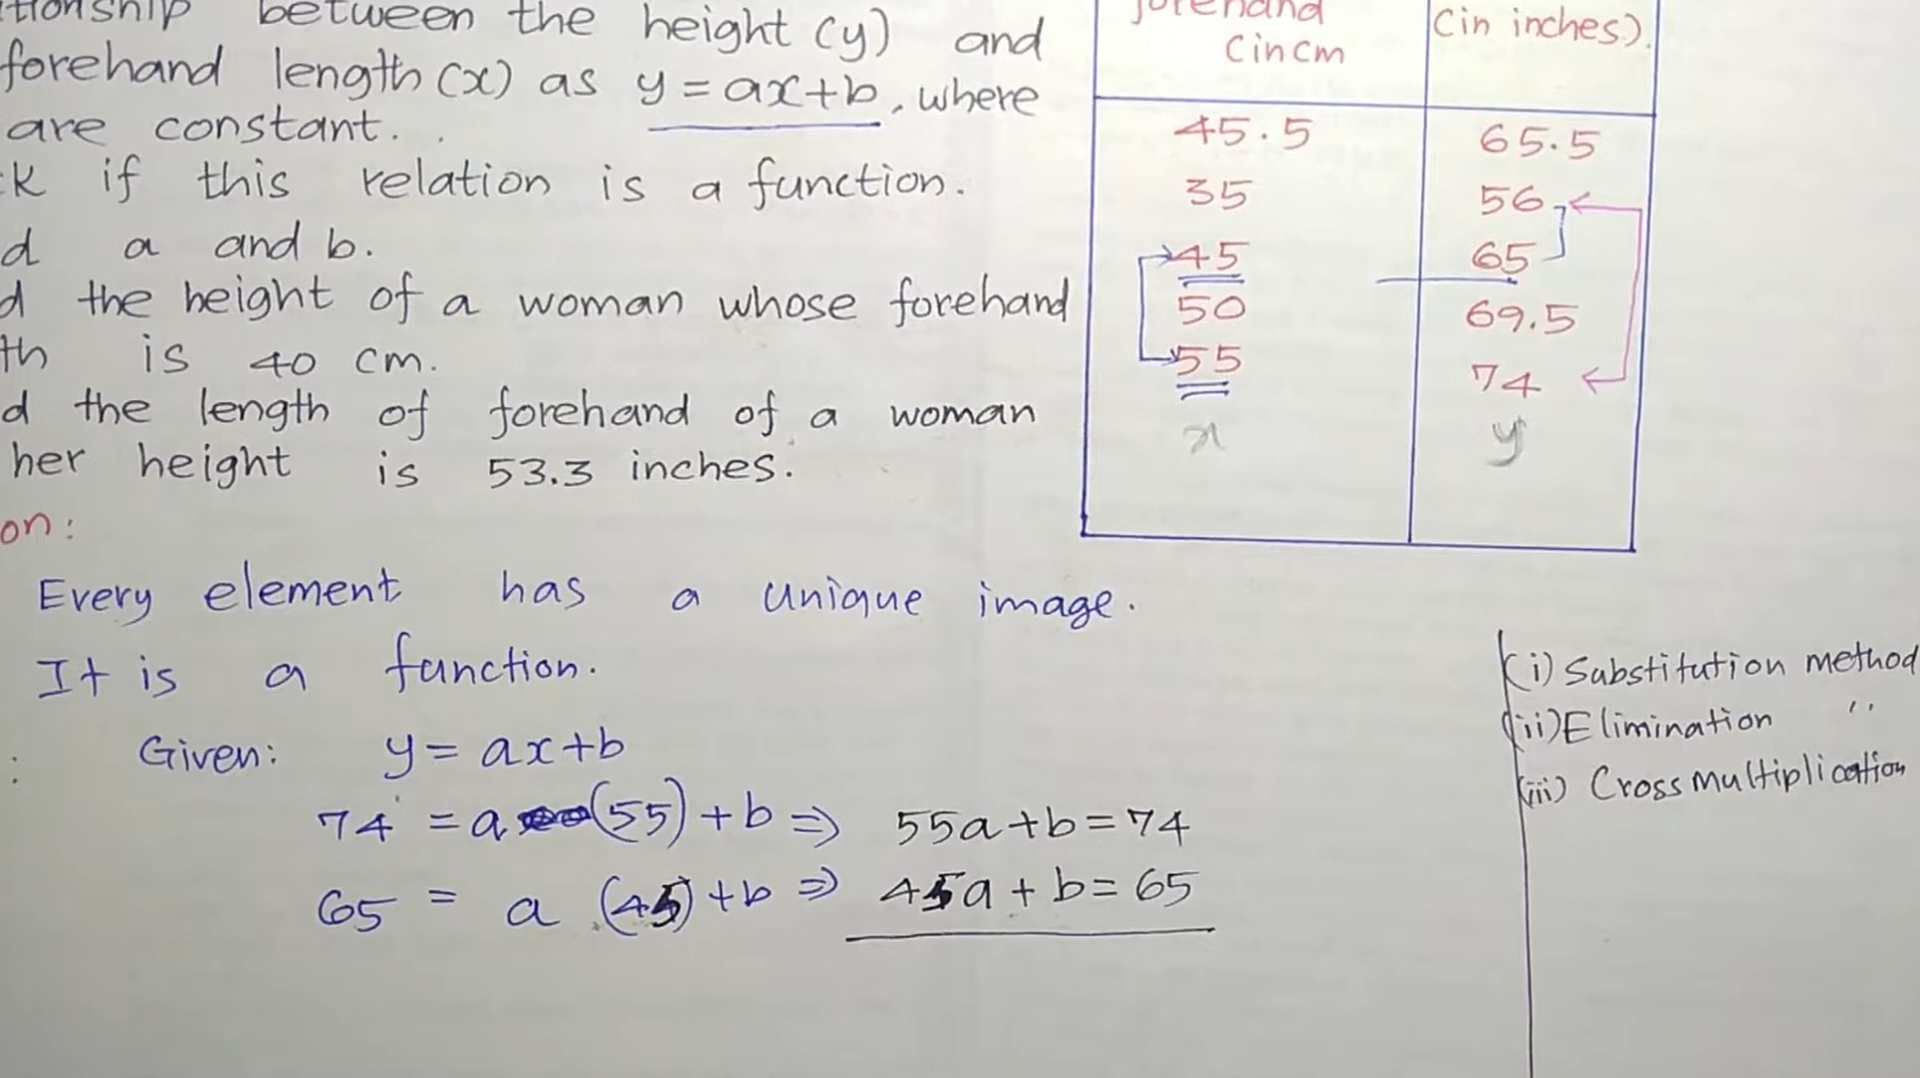 between the height (y) and
forehand length (x) as y = ax+b, where
are constant.
if this relation is a function.
a and b.
the height of a woman whose forehand
is 40 cm.
the length of forehand of a woman
her height is 53.3 inches.
forehand (in inches).
(in cm
45.5 65.5
35 56
45 65
50 69.5
55 74
x y
on:
Every element has a unique image.
It is a function.
Given: y = ax+b
74 = a (55) + b ⇒ 55a + b = 74
65 = a (45) + b ⇒ 45a + b = 65
(i) Substitution method
(ii) Elimination "
(iii) Cross multiplication